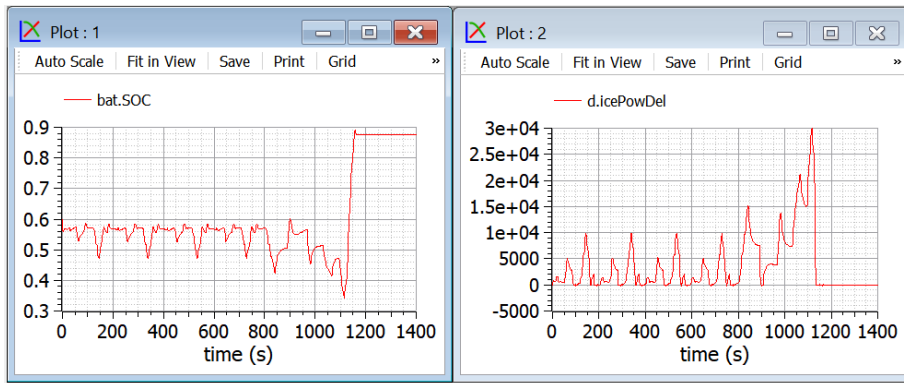 Plot : 1
Auto Scale Fit in View Save Print Grid »
bat.SOC
0.9
0.8
0.7
0.6
0.5
0.4
0.3
0 200 400 600 800 1000 1200 1400
time (s)
Plot : 2
Auto Scale Fit in View Save Print Grid »
d.icePowDel
3e+04
2.5e+04
2e+04
1.5e+04
1e+04
5000
0
-5000
0 200 400 600 800 1000 1200 1400
time (s)